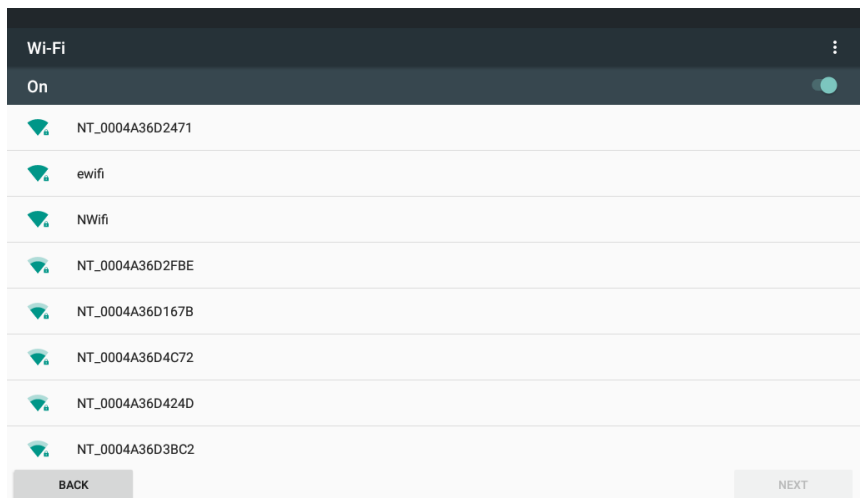 Wi-Fi
On
NT_0004A36D2471
ewifi
NWifi
NT_0004A36D2FBE
NT_0004A36D167B
NT_0004A36D4C72
NT_0004A36D424D
NT_0004A36D3BC2
BACK
NEXT